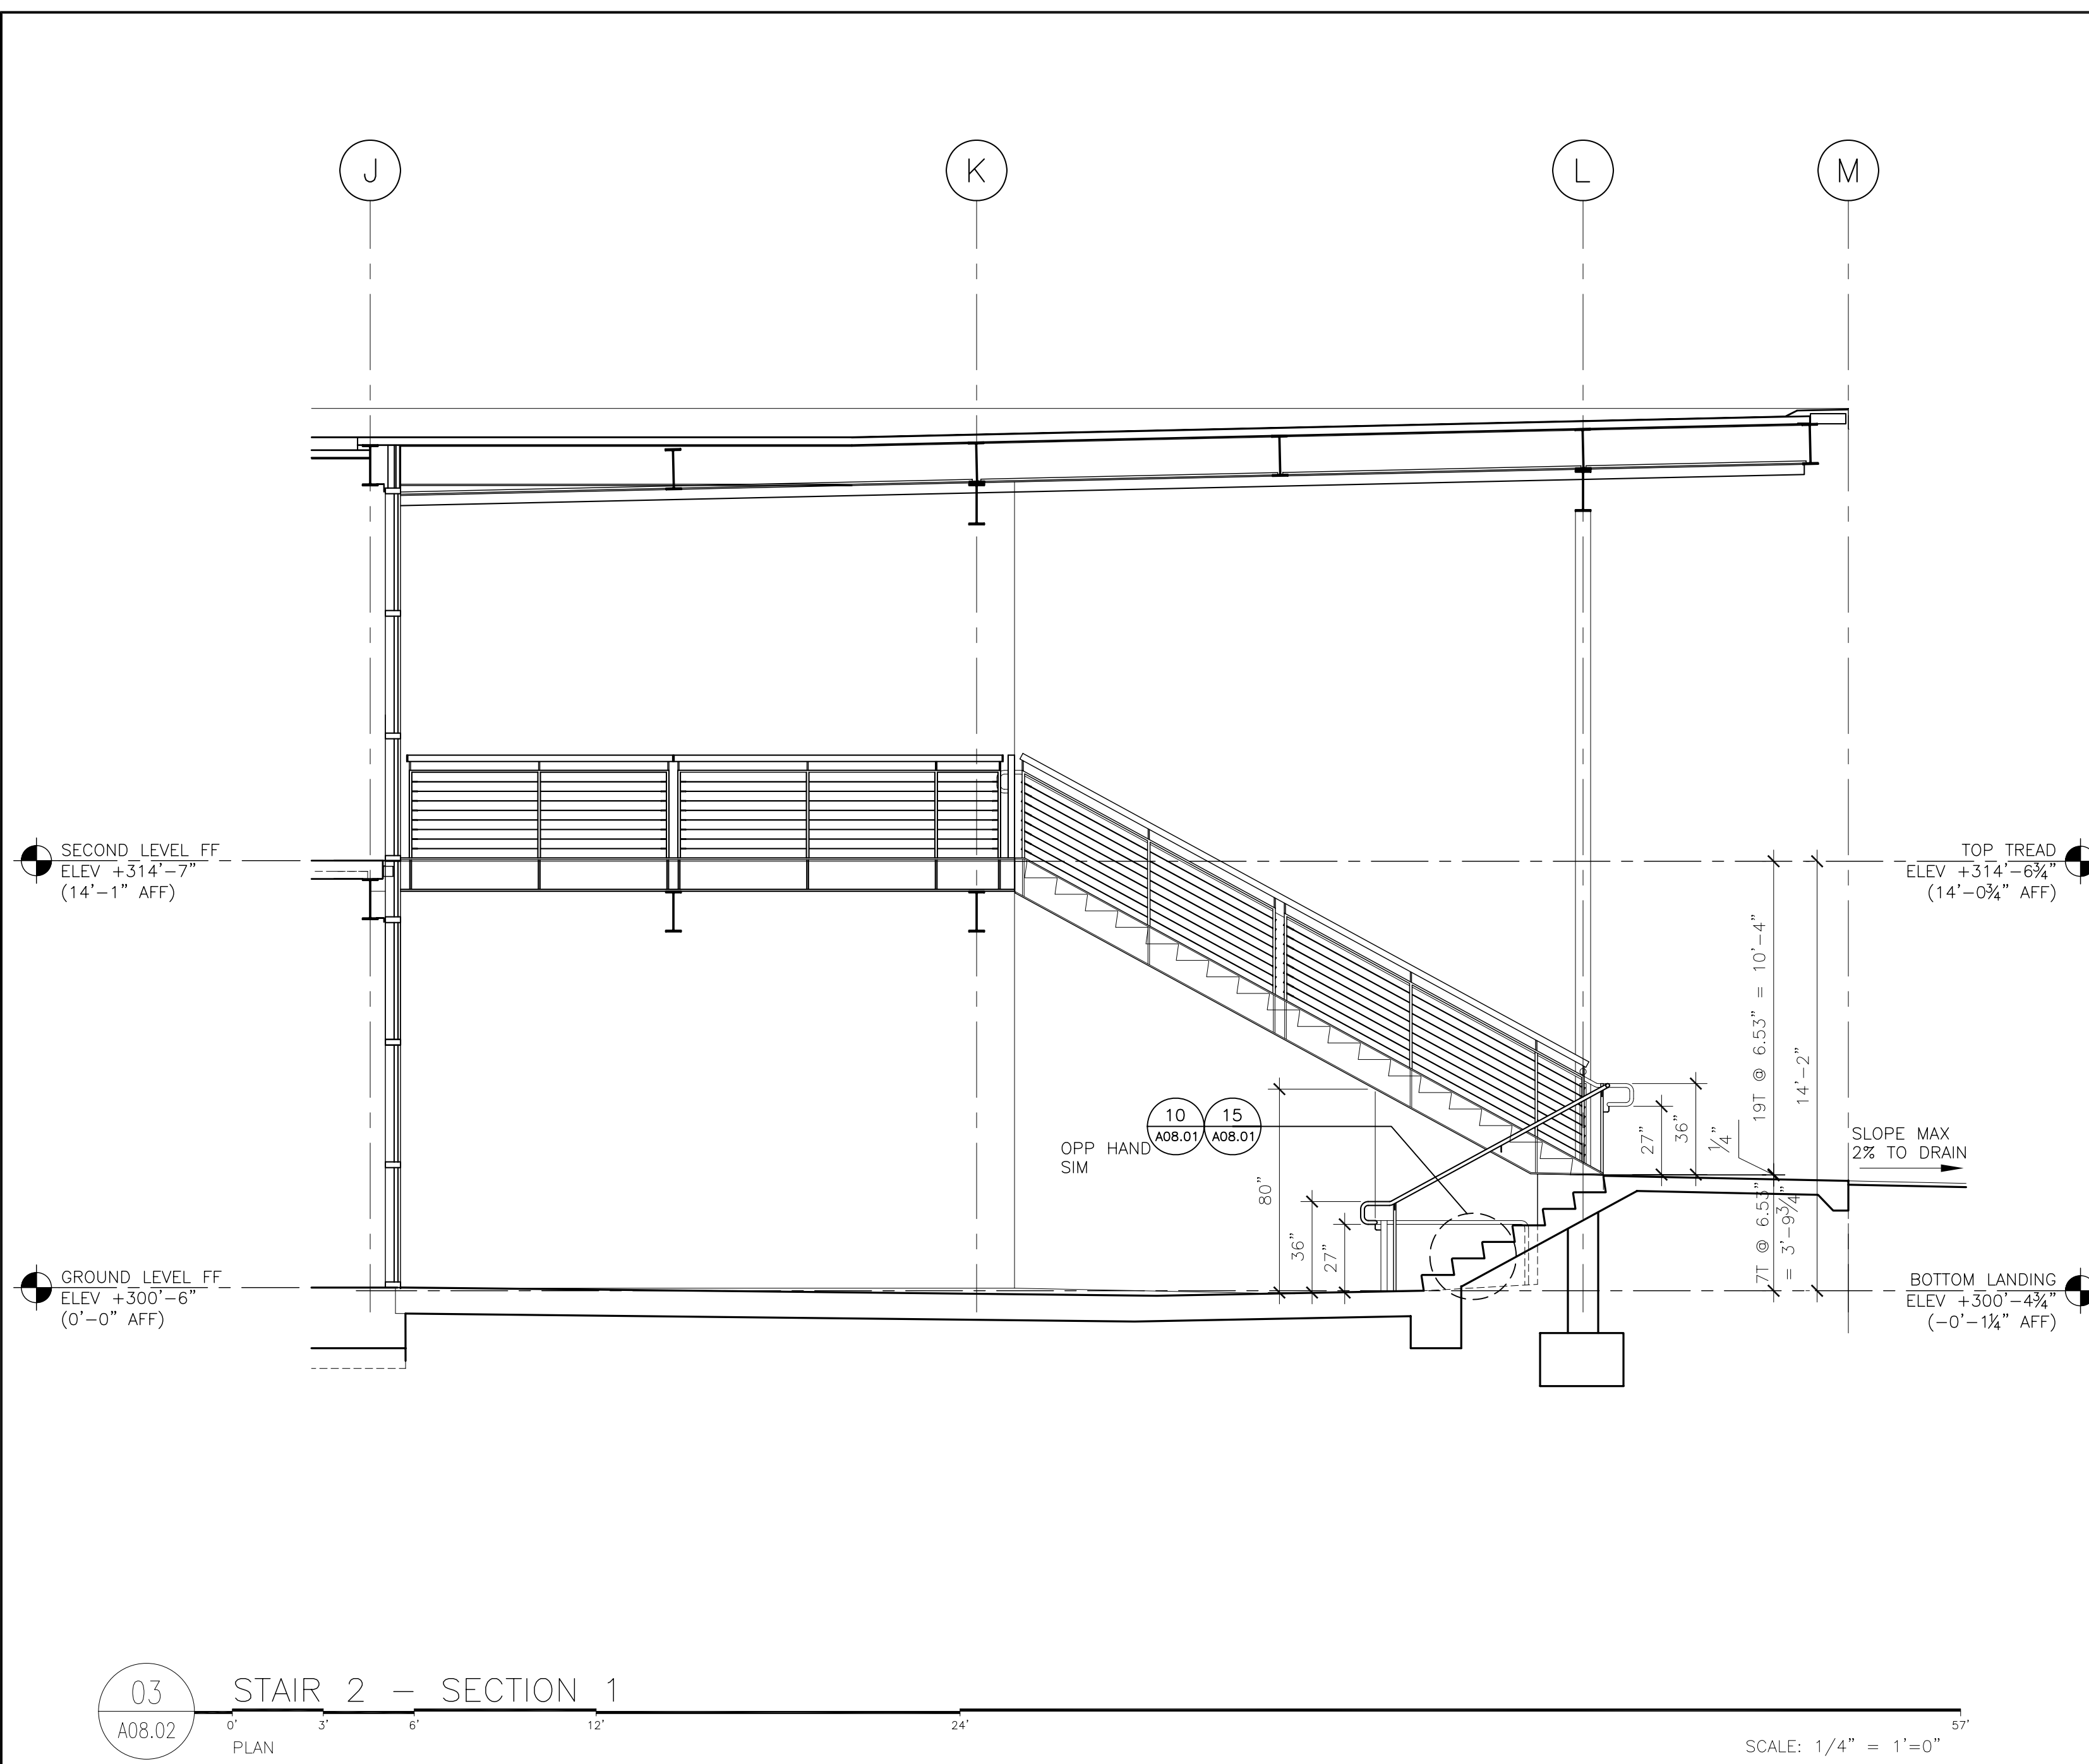 J
K
L
M
SECOND LEVEL FF
ELEV +314'-7"
(14'-1" AFF)
TOP TREAD
ELEV +314'-6¾"
(14'-0¾" AFF)
19T @ 6.53" = 10'-4"
14'-2"
10
A08.01
15
A08.01
OPP HAND
SIM
80"
36"
27"
27"
36"
¼"
SLOPE MAX
2% TO DRAIN
7T @ 6.53"
= 3'-9¾"
GROUND LEVEL FF
ELEV +300'-6"
(0'-0" AFF)
BOTTOM LANDING
ELEV +300'-4¾"
(-0'-1¼" AFF)
03
A08.02
STAIR 2 - SECTION 1
0' 3' 6' 12' 24' 57'
PLAN
SCALE: 1/4" = 1'=0"